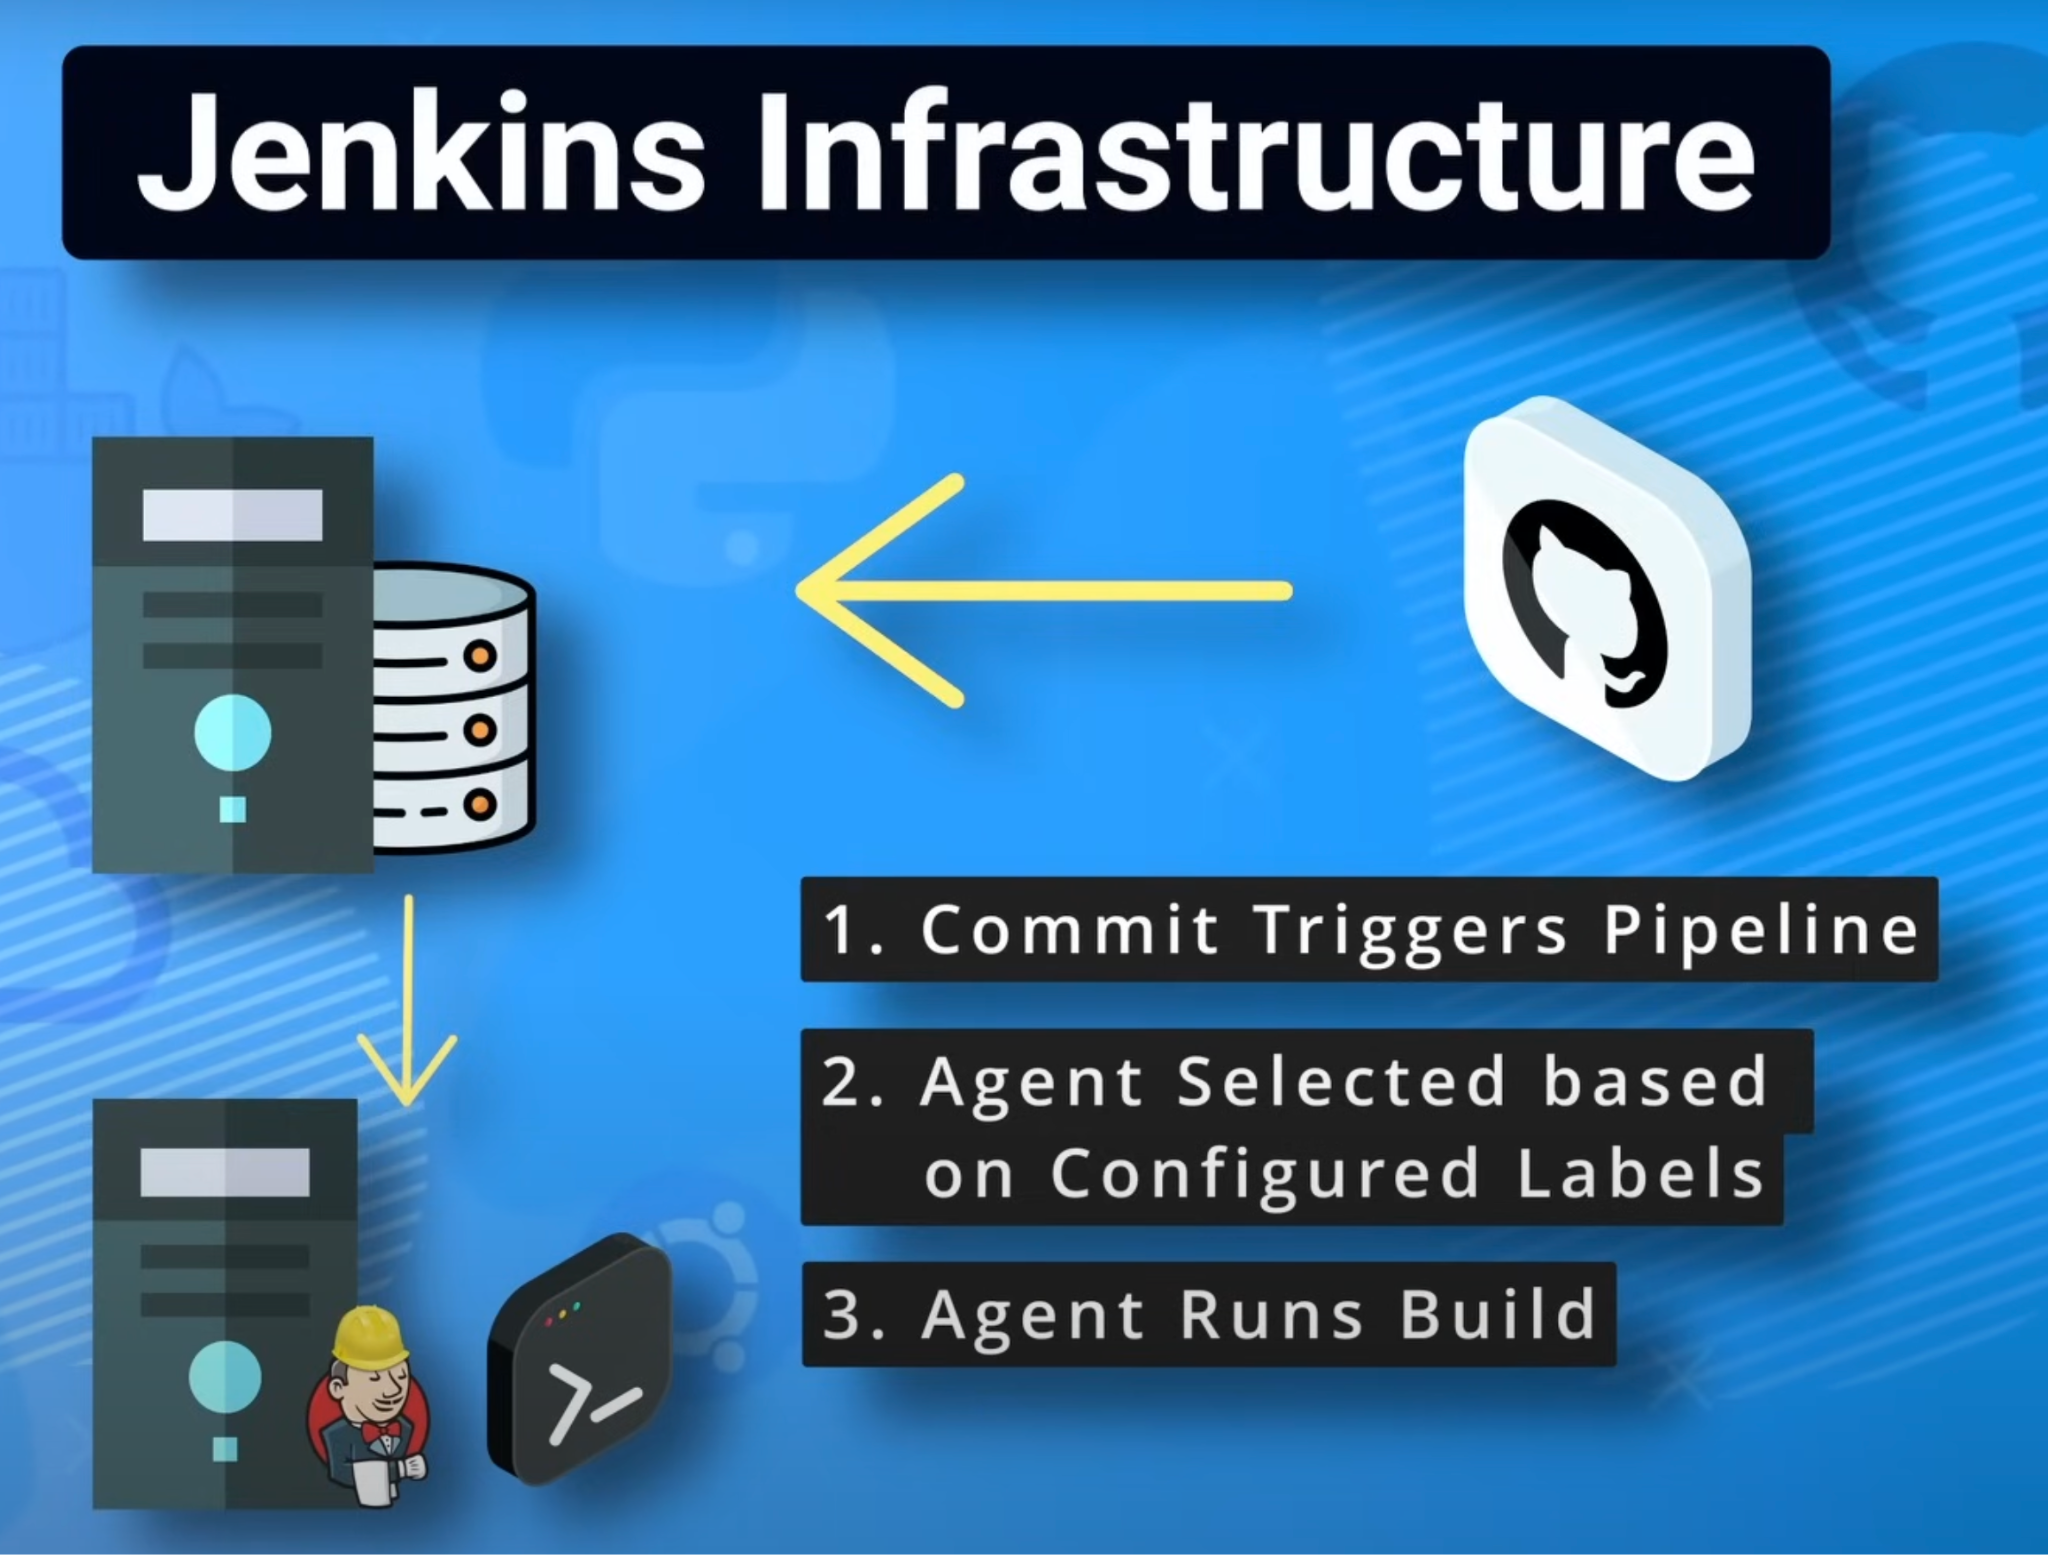 Jenkins Infrastructure
1. Commit Triggers Pipeline
2. Agent Selected based
on Configured Labels
3. Agent Runs Build